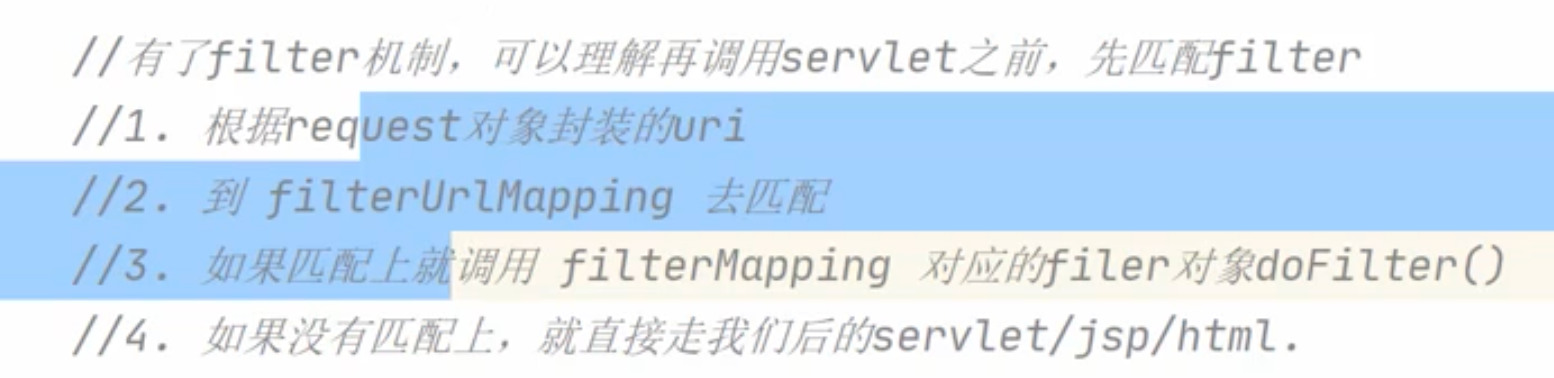 //有了filter机制，可以理解再调用servlet之前，先匹配filter
//1. 根据request对象封装的uri
//2. 到 filterUrlMapping 去匹配
//3. 如果匹配上就调用 filterMapping 对应的filer对象doFilter()
//4. 如果没有匹配上，就直接走我们后的servlet/jsp/html.